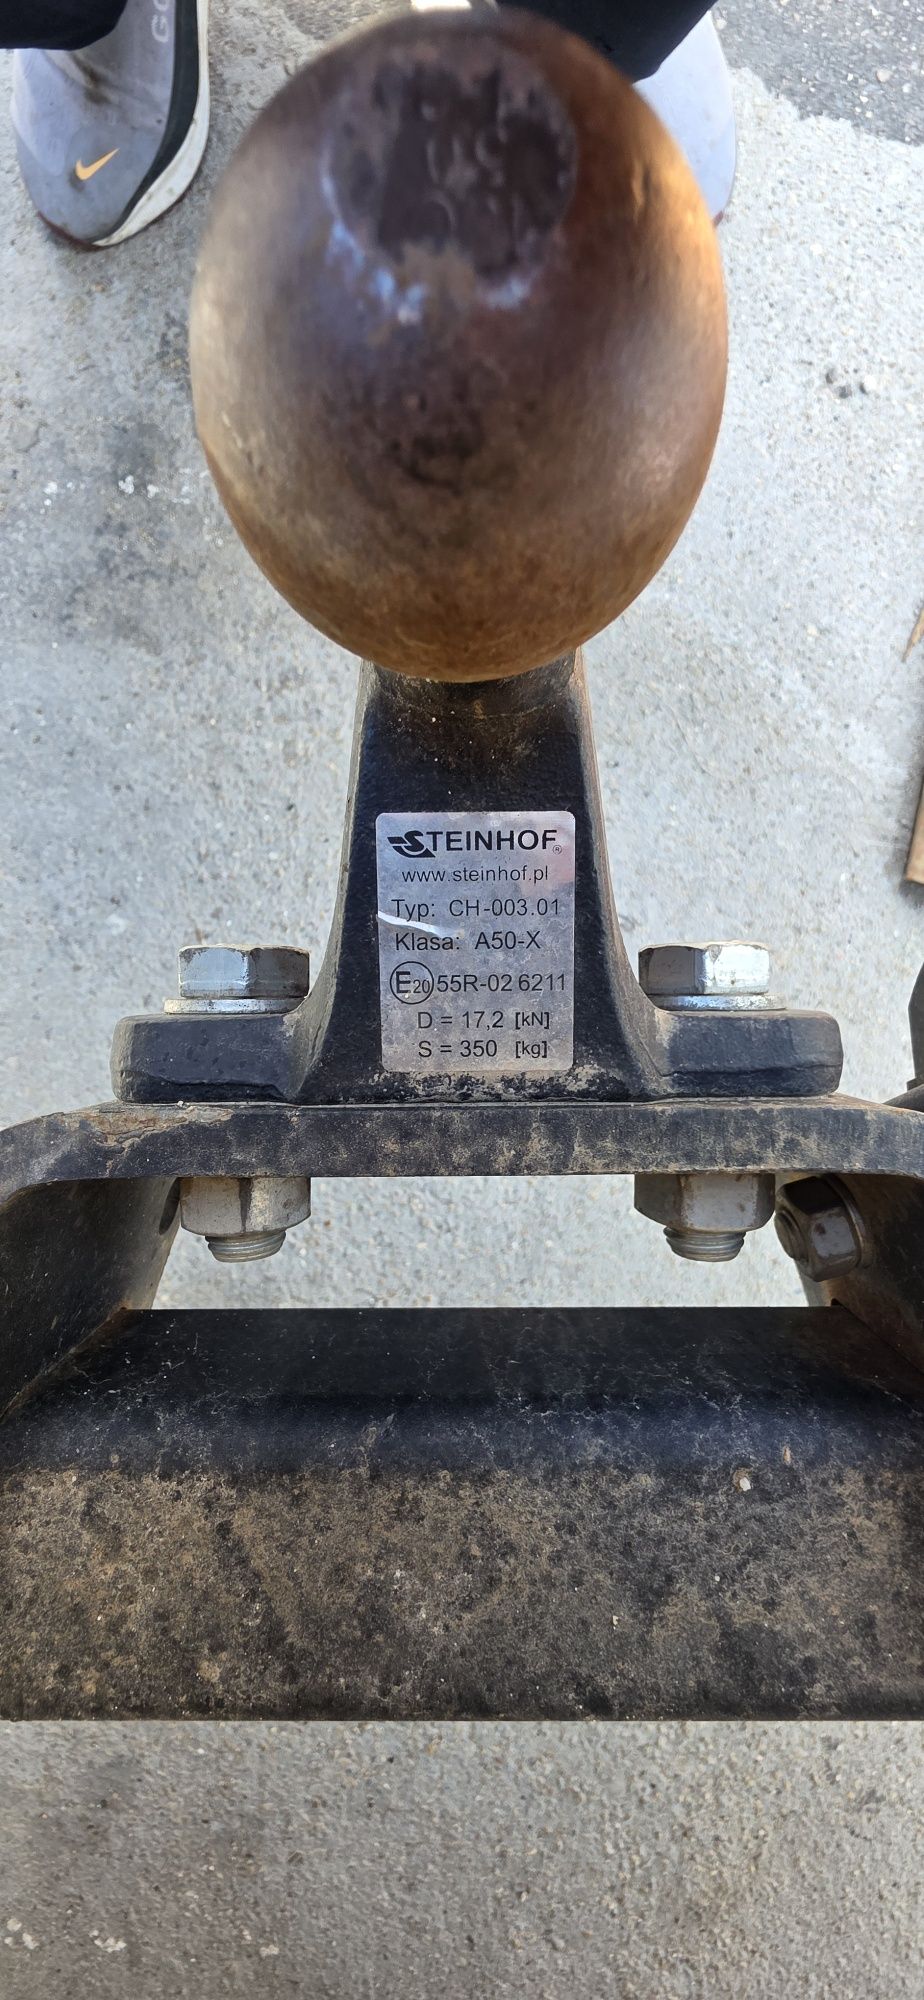 50
STEINHOF®
www.steinhof.pl
Typ: CH-003.01
Klasa: A50-X
E20 55R-02 6211
D = 17,2 [kN]
S = 350 [kg]